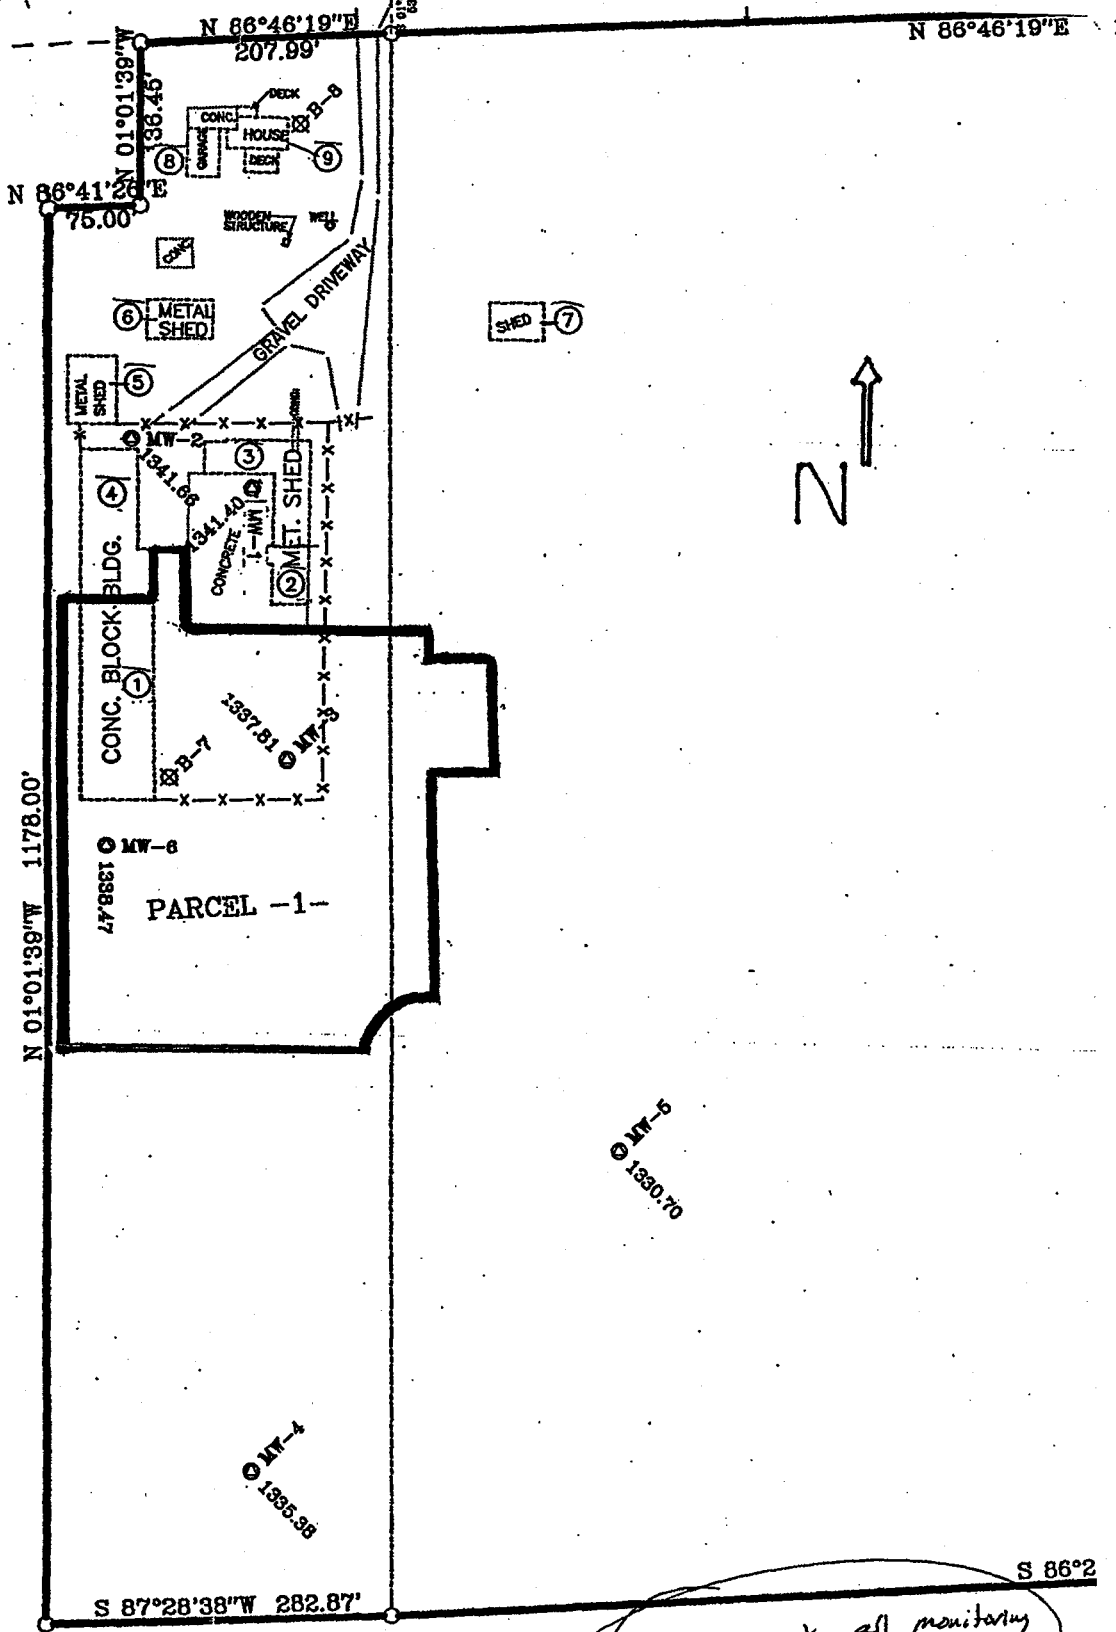 N 86°46'19"E
207.99'
N 86°46'19"E
N 01°01'39"W
136.45'
DECK
B-8
CONC.
HOUSE
GARAGE
DECK
8
9
N 86°41'26"E
75.00'
WOODEN
STRUCTURE
WELL
CONC.
GRAVEL DRIVEWAY
6
METAL
SHED
SHED
7
METAL
SHED
5
CONC.
N
MW-2
1341.66
3
4
1341.40
MW-1
CONCRETE
MET. SHED
2
CONC. BLOCK BLDG.
1
1337.81
MW-3
B-7
MW-6
1338.47
PARCEL -1-
N 01°01'39"W 1178.00'
MW-5
1330.70
MW-4
1335.38
S 87°28'38"W 282.87'
S 86°2
all monitoring